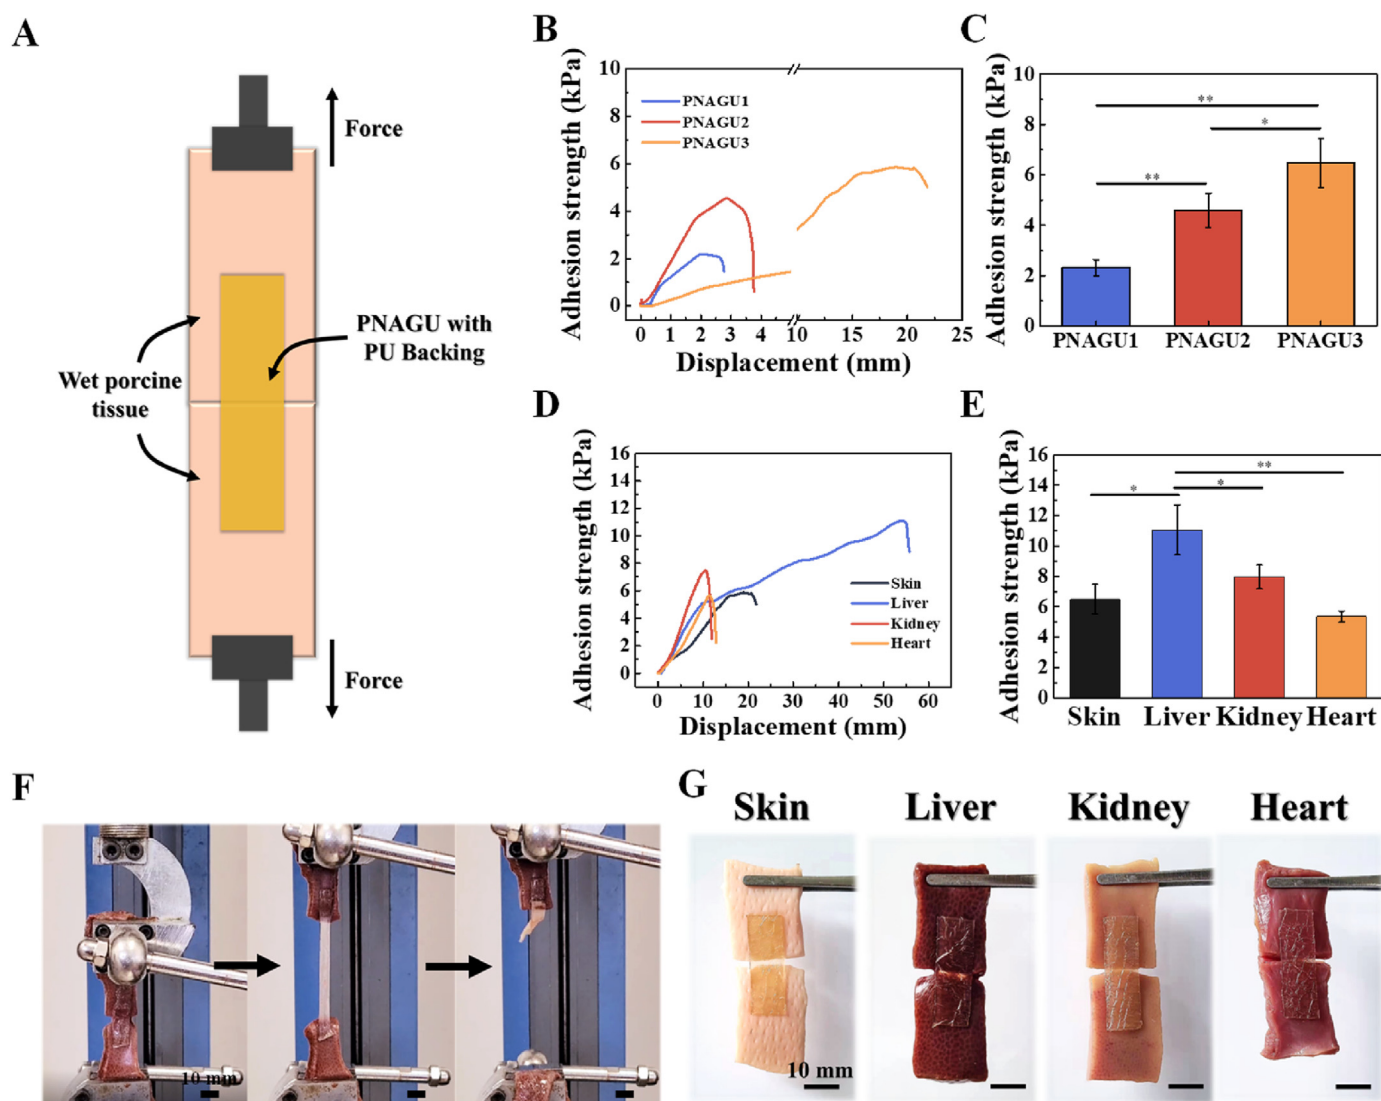 A
Force
PNAGU with
PU Backing
Wet porcine
tissue
Force
B
Adhesion strength (kPa)
10
8
6
4
2
0
PNAGU1
PNAGU2
PNAGU3
0 1 2 3 4 10 15 20 25
Displacement (mm)
C
Adhesion strength (kPa)
10
8
6
4
2
0
**
*
**
PNAGU1 PNAGU2 PNAGU3
D
Adhesion strength (kPa)
16
14
12
10
8
6
4
2
0
Skin
Liver
Kidney
Heart
0 10 20 30 40 50 60
Displacement (mm)
E
Adhesion strength (kPa)
16
14
12
10
8
6
4
2
0
**
*
*
Skin Liver Kidney Heart
F
10 mm
G
Skin Liver Kidney Heart
10 mm